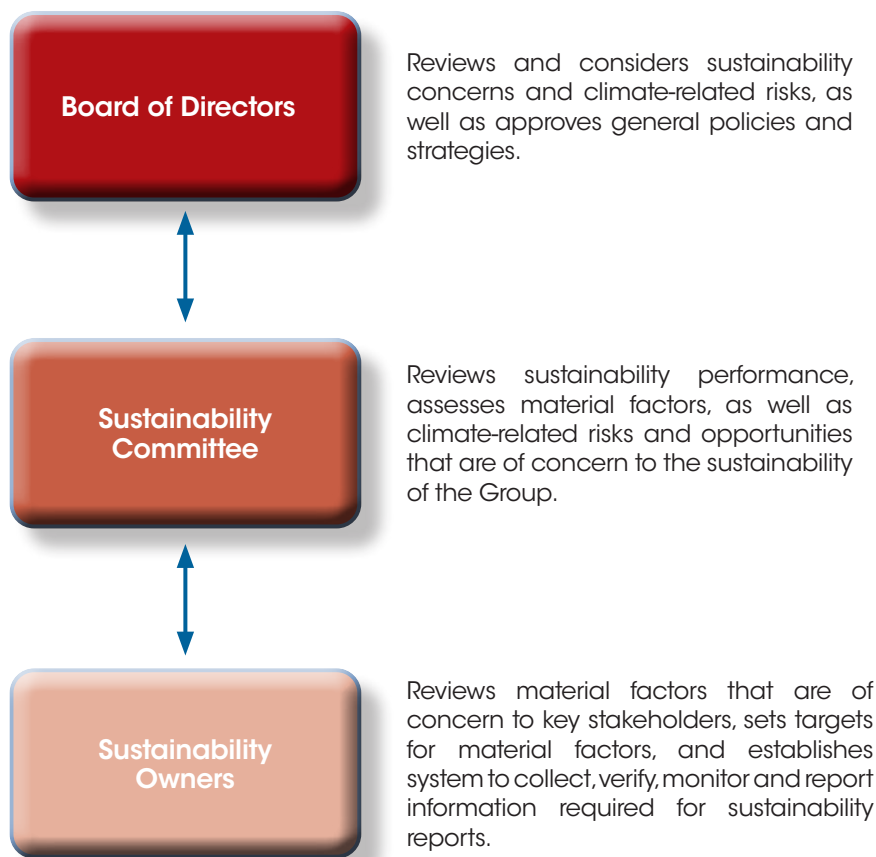 Board of Directors
Reviews and considers sustainability
concerns and climate-related risks, as
well as approves general policies and
strategies.
Sustainability
Committee
Reviews sustainability performance,
assesses material factors, as well as
climate-related risks and opportunities
that are of concern to the sustainability
of the Group.
Sustainability
Owners
Reviews material factors that are of
concern to key stakeholders, sets targets
for material factors, and establishes
system to collect, verify, monitor and report
information required for sustainability
reports.